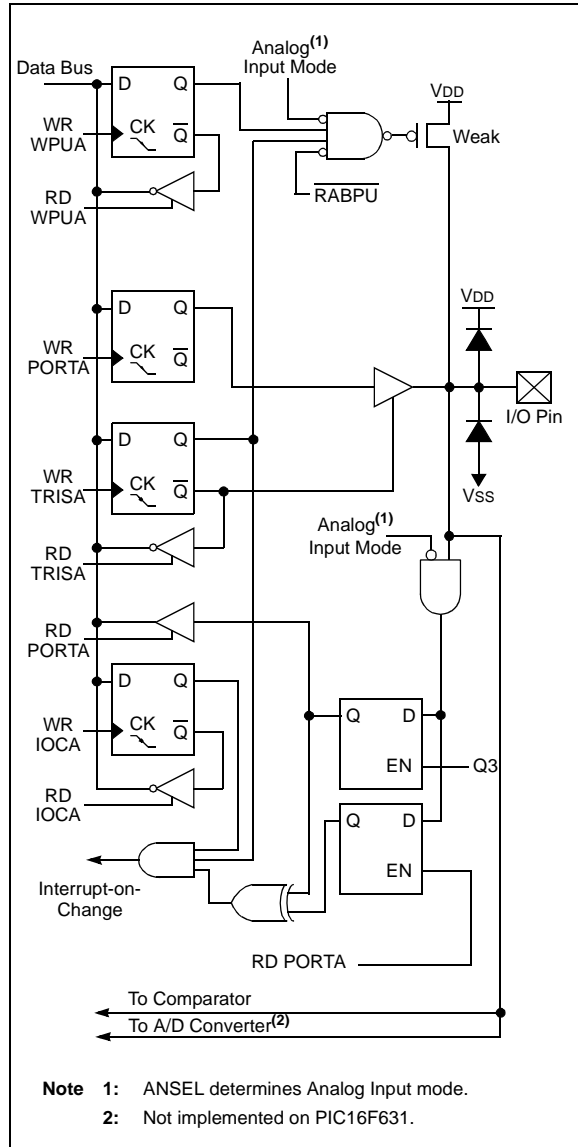 Analog(1)
Input Mode
Data Bus
D Q
VDD
WR
WPUA
CK Q
Weak
RD
WPUA
RABPU
D Q
VDD
WR
PORTA
CK Q
I/O Pin
D Q
WR
TRISA
CK Q
VSS
Analog(1)
Input Mode
RD
TRISA
RD
PORTA
D Q
Q D
WR
IOCA
CK Q
EN
Q3
RD
IOCA
Q D
EN
Interrupt-on-
Change
RD PORTA
To Comparator
To A/D Converter(2)
Note 1: ANSEL determines Analog Input mode.
2: Not implemented on PIC16F631.